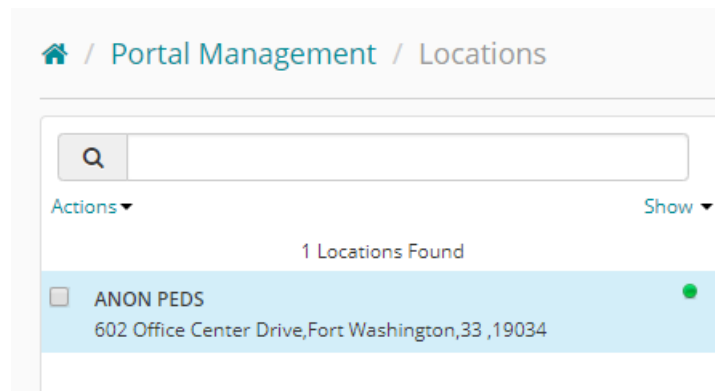 / Portal Management / Locations
Actions Show
1 Locations Found
ANON PEDS
602 Office Center Drive,Fort Washington,33 ,19034